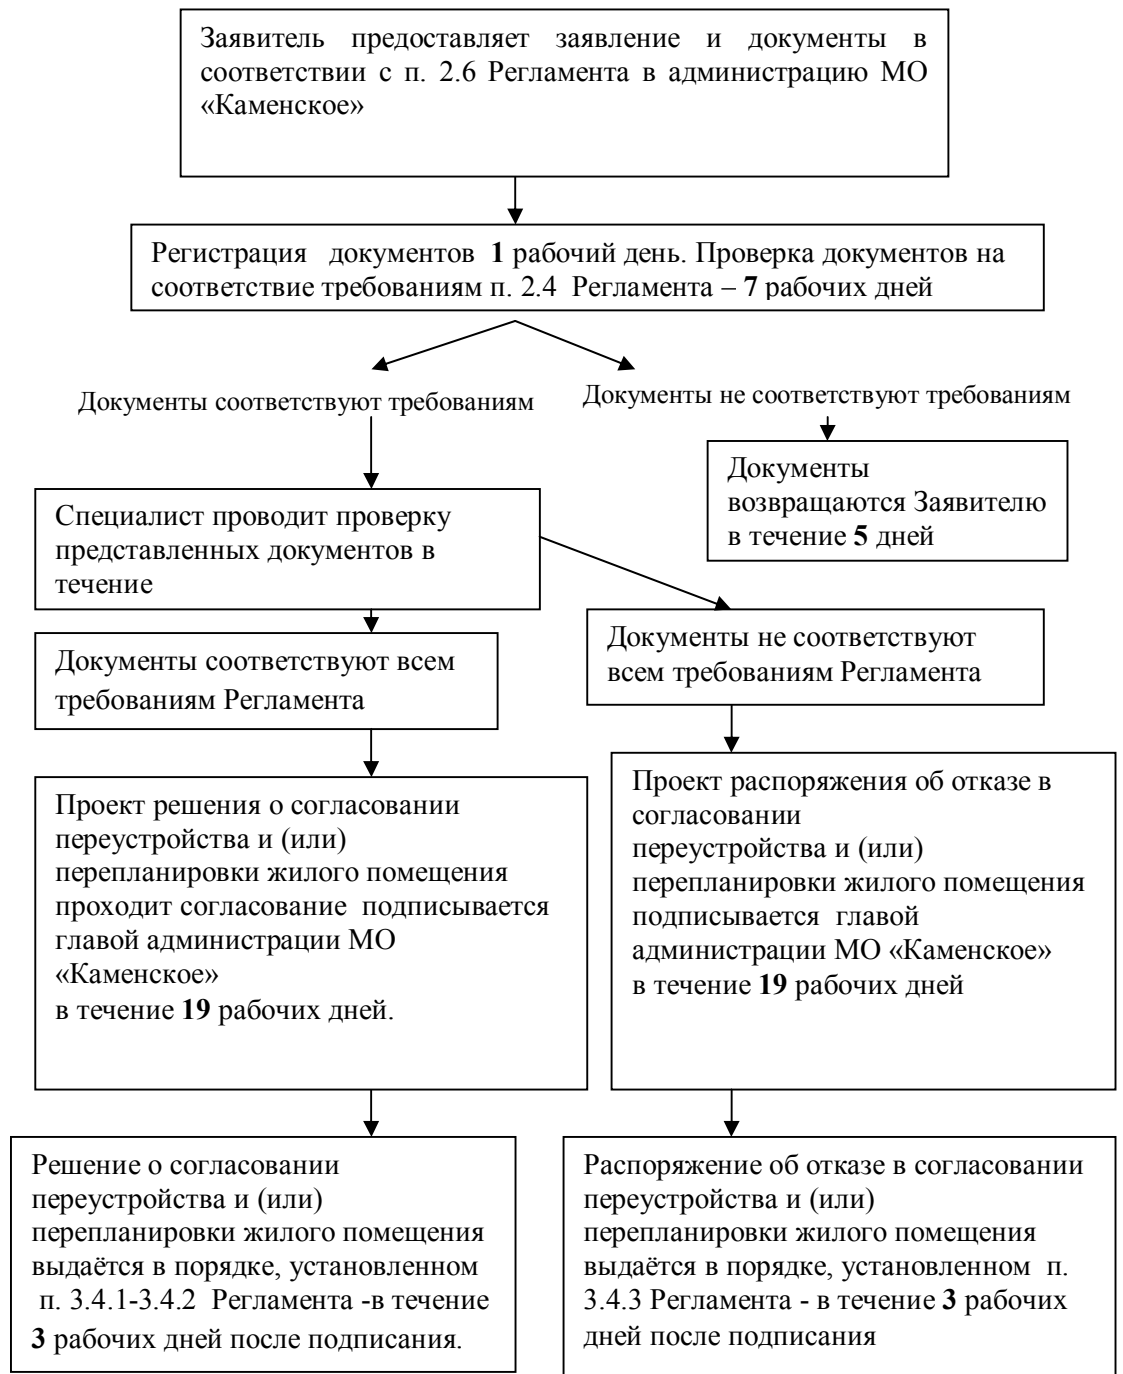 Заявитель предоставляет заявление и документы в
соответствии с п. 2.6 Регламента в администрацию МО
«Каменское»
Регистрация документов 1 рабочий день. Проверка документов на
соответствие требованиям п. 2.4 Регламента – 7 рабочих дней
Документы соответствуют требованиям
Документы не соответствуют требованиям
Документы
возвращаются Заявителю
в течение 5 дней
Специалист проводит проверку
представленных документов в
течение
Документы соответствуют всем
требованиям Регламента
Документы не соответствуют
всем требованиям Регламента
Проект решения о согласовании
переустройства и (или)
перепланировки жилого помещения
проходит согласование подписывается
главой администрации МО
«Каменское»
в течение 19 рабочих дней.
Проект распоряжения об отказе в
согласовании
переустройства и (или)
перепланировки жилого помещения
подписывается главой
администрации МО «Каменское»
в течение 19 рабочих дней
Решение о согласовании
переустройства и (или)
перепланировки жилого помещения
выдаётся в порядке, установленном
п. 3.4.1-3.4.2 Регламента -в течение
3 рабочих дней после подписания.
Распоряжение об отказе в согласовании
переустройства и (или)
перепланировки жилого помещения
выдаётся в порядке, установленном п.
3.4.3 Регламента - в течение 3 рабочих
дней после подписания